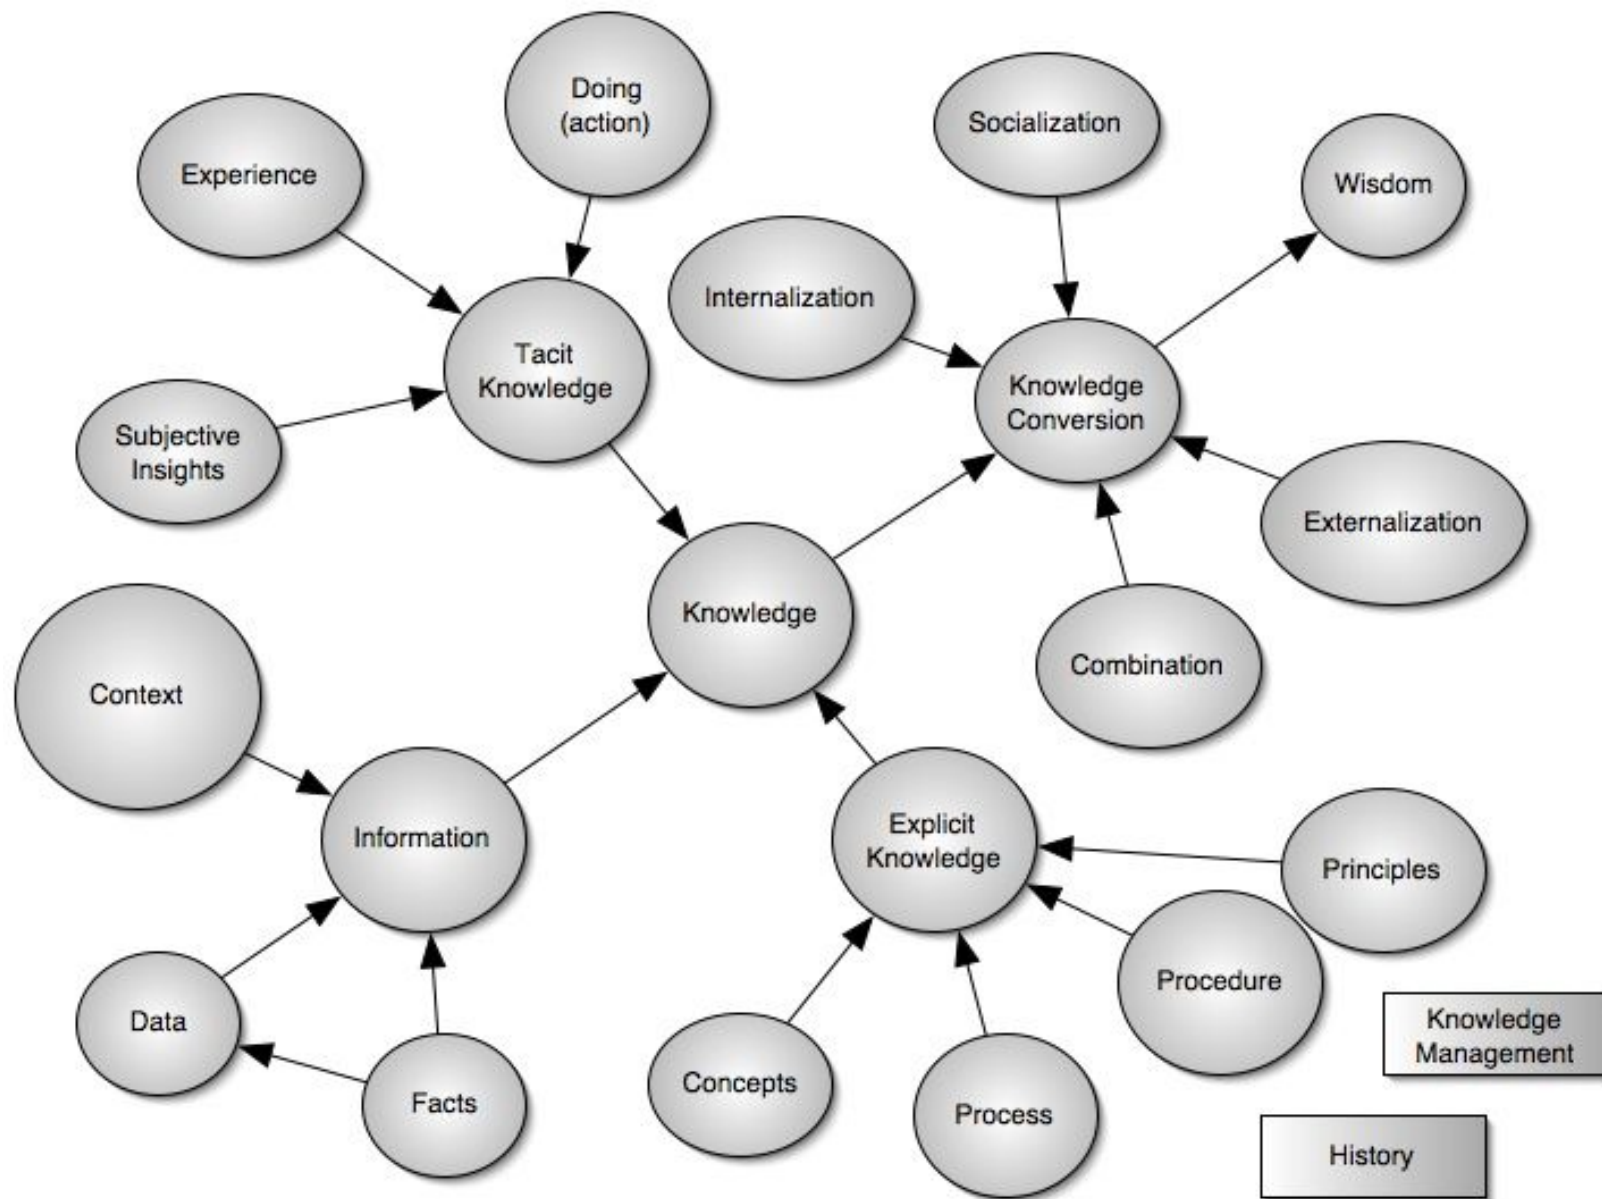 Doing
(action)
Socialization
Experience
Wisdom
Internalization
Tacit
Knowledge
Knowledge
Conversion
Subjective
Insights
Externalization
Knowledge
Combination
Context
Information
Explicit
Knowledge
Principles
Procedure
Data
Facts
Concepts
Process
Knowledge
Management
History